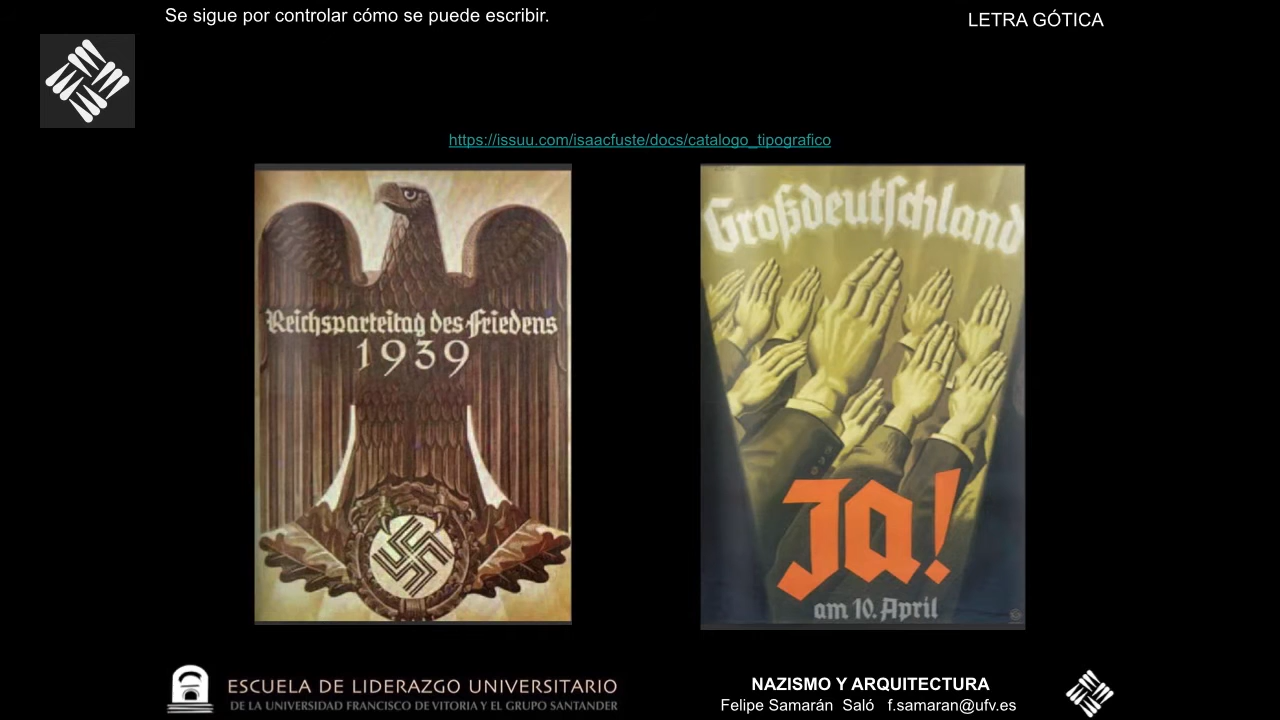 Se sigue por controlar cómo se puede escribir.
LETRA GÓTICA
https://issuu.com/isaacfuste/docs/catalogo_tipografico
Reichsparteitag des Friedens
1939
Großdeutschland
Ja!
am 10. April
ESCUELA DE LIDERAZGO UNIVERSITARIO
DE LA UNIVERSIDAD FRANCISCO DE VITORIA Y EL GRUPO SANTANDER
NAZISMO Y ARQUITECTURA
Felipe Samarán Saló f.samaran@ufv.es